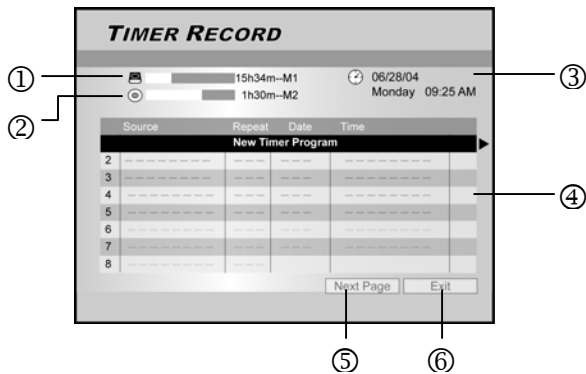 TIMER RECORD
① 15h34m--M1 06/28/04 ③
② 1h30m--M2 Monday 09:25 AM
Source Repeat Date Time
New Timer Program
2 -------- --- --- --------
3 -------- --- --- --------
4 -------- --- --- -------- ④
5 -------- --- --- --------
6 -------- --- --- --------
7 -------- --- --- --------
8 -------- --- --- --------
Next Page Exit
⑤ ⑥